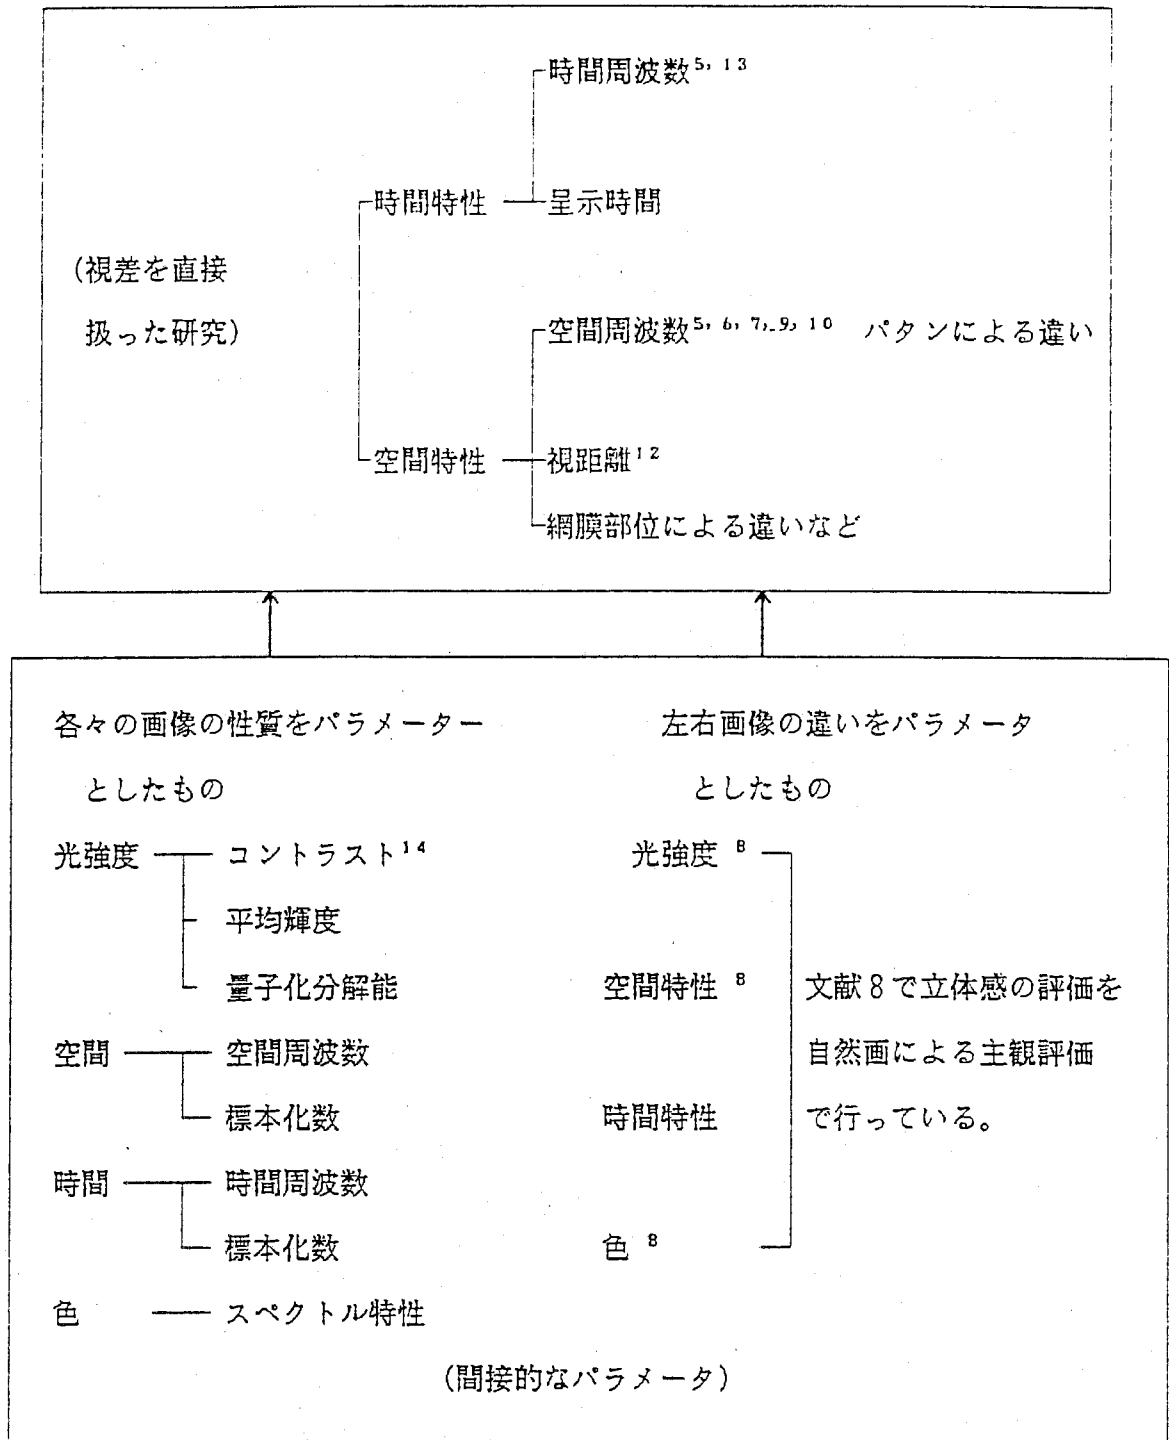 時間周波数5, 13
時間特性 呈示時間
(視差を直接
扱った研究)
空間周波数5, 6, 7, 9, 10 パタンによる違い
空間特性 視距離12
網膜部位による違いなど
各々の画像の性質をパラメーター
としたもの
左右画像の違いをパラメータ
としたもの
光強度 コントラスト14
平均輝度
量子化分解能
空間 空間周波数
標本化数
時間 時間周波数
標本化数
色 スペクトル特性
光強度 8
空間特性 8
時間特性
色 8
文献8で立体感の評価を
自然画による主観評価
で行っている。
(間接的なパラメータ)